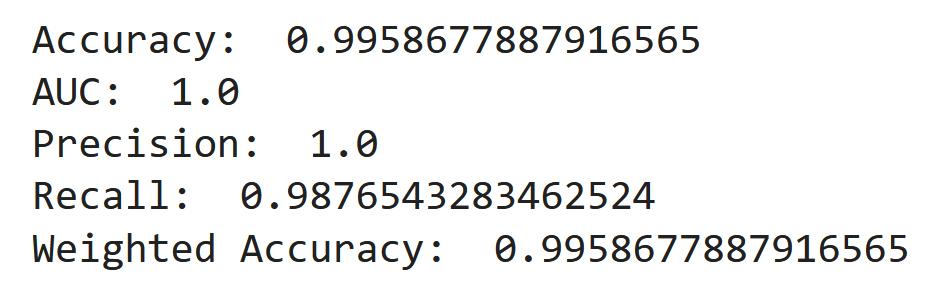 Accuracy:  0.9958677887916565
AUC:  1.0
Precision:  1.0
Recall:  0.9876543283462524
Weighted Accuracy:  0.9958677887916565